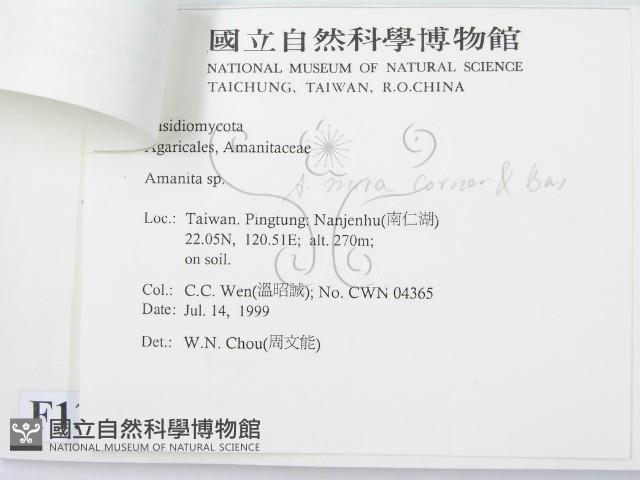 國立自然科學博物館
NATIONAL MUSEUM OF NATURAL SCIENCE
TAICHUNG, TAIWAN, R.O.CHINA
asidiomycota
Agaricales, Amanitaceae
Amanita sp. A. mira Corner & Bas
Loc.: Taiwan. Pingtung: Nanjenhu(南仁湖)
22.05N, 120.51E; alt. 270m;
on soil.
Col.: C.C. Wen(溫昭誠); No. CWN 04365
Date: Jul. 14, 1999
Det.: W.N. Chou(周文能)
F1
國立自然科學博物館
NATIONAL MUSEUM OF NATURAL SCIENCE